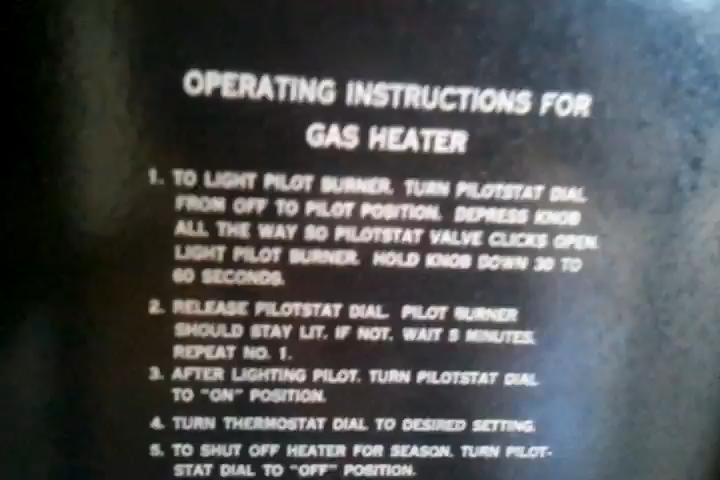 OPERATING INSTRUCTIONS FOR
GAS HEATER
1. TO LIGHT PILOT BURNER. TURN PILOTSTAT DIAL
FROM OFF TO PILOT POSITION. DEPRESS KNOB
ALL THE WAY SO PILOTSTAT VALVE CLICKS OPEN.
LIGHT PILOT BURNER. HOLD KNOB DOWN 30 TO
60 SECONDS.
2. RELEASE PILOTSTAT DIAL. PILOT BURNER
SHOULD STAY LIT. IF NOT, WAIT 5 MINUTES.
REPEAT NO. 1.
3. AFTER LIGHTING PILOT. TURN PILOTSTAT DIAL
TO "ON" POSITION.
4. TURN THERMOSTAT DIAL TO DESIRED SETTING.
5. TO SHUT OFF HEATER FOR SEASON. TURN PILOT-
STAT DIAL TO "OFF" POSITION.